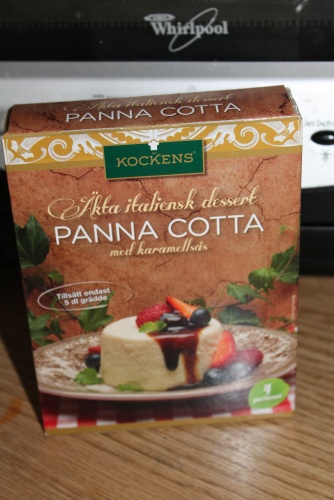 Whirlpool
Äkta italiensk dessert
PANNA COTTA
KOCKENS
Äkta italiensk dessert
PANNA COTTA
med karamellsås
Tillsätt endast
5 dl grädde
4
portioner